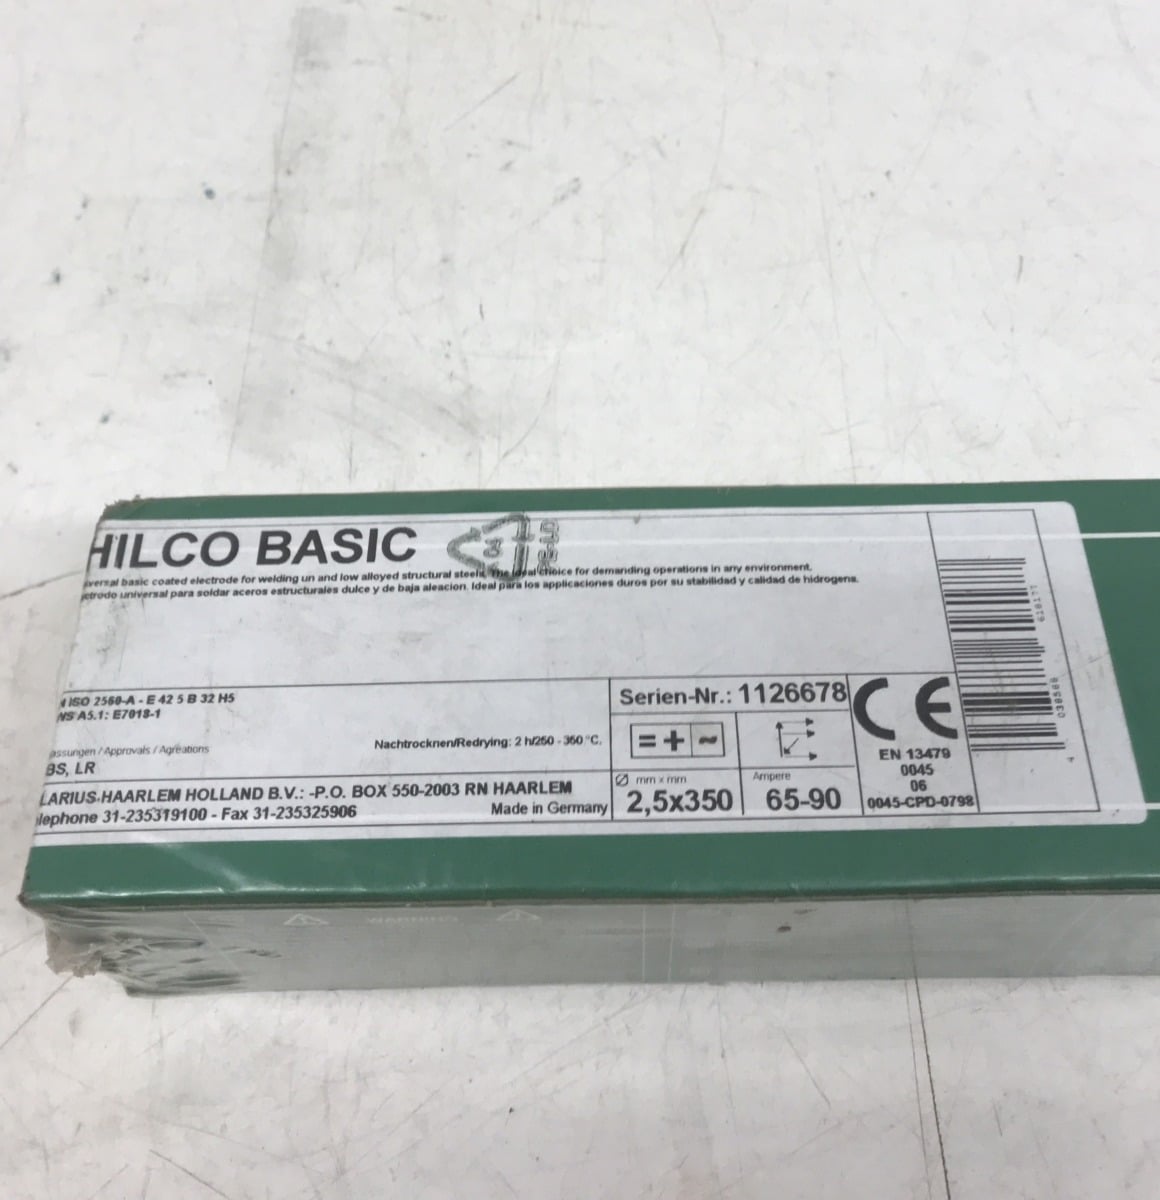 HILCO BASIC
versal basic coated electrode for welding un and low alloyed structural steels. The ideal choice for demanding operations in any environment.
ctrodo universal para soldar aceros estructurales dulce y de baja aleacion. Ideal para los applicaciones duros por su stabilidad y calidad de hidrogens.
ISO 2560-A - E 42 5 B 32 H5
WS A5.1: E7018-1
assungen / Approvals / Agréations
BS, LR
Nachtrocknen/Redrying: 2 h/250 - 350 °C.
LARIUS HAARLEM HOLLAND B.V.: -P.O. BOX 550-2003 RN HAARLEM
lephone 31-235319100 - Fax 31-235325906
Made in Germany
Serien-Nr.: 1126678
= + ~
Ø mm x mm
2,5x350
Ampere
65-90
CE
EN 13479
0045
06
0045-CPD-0798
WARNING